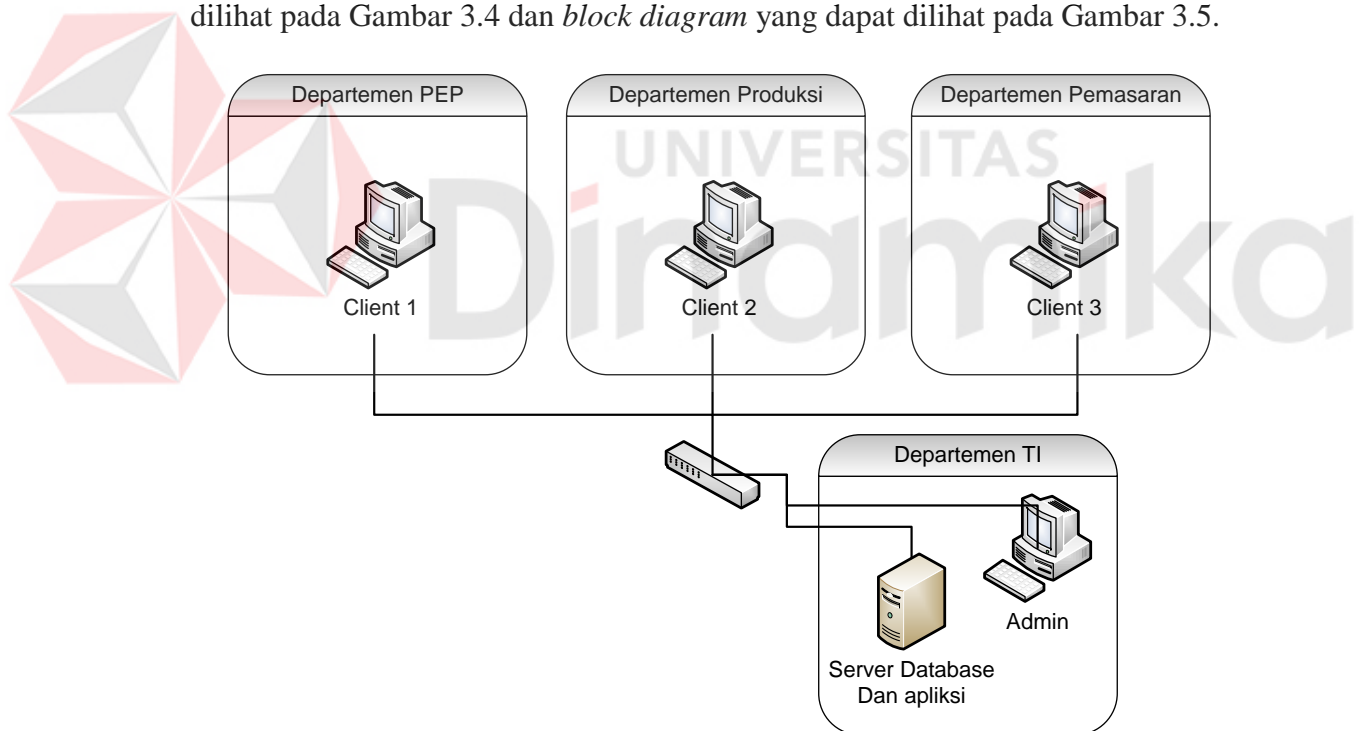 dilihat pada Gambar 3.4 dan block diagram yang dapat dilihat pada Gambar 3.5.
Departemen PEP
Departemen Produksi
Departemen Pemasaran
UNIVERSITAS
Dinamika
Client 1
Client 2
Client 3
Departemen TI
Admin
Server Database
Dan apliksi